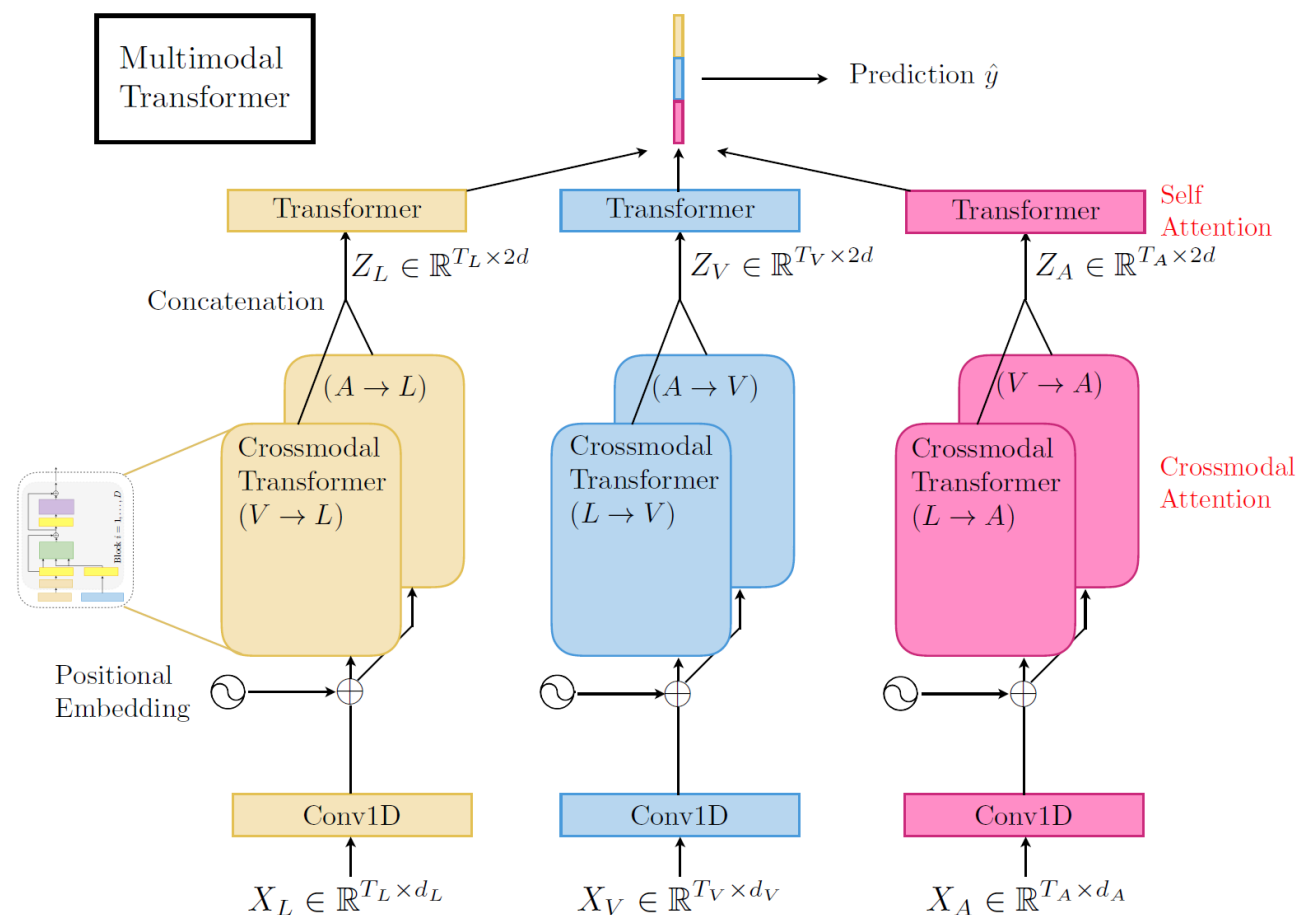 Multimodal
Transformer
Prediction ŷ
Transformer
Transformer
Transformer
Self
Attention
Z_L ∈ ℝ^{T_L×2d}
Z_V ∈ ℝ^{T_V×2d}
Z_A ∈ ℝ^{T_A×2d}
Concatenation
(A → L)
(A → V)
(V → A)
Crossmodal
Transformer
(V → L)
Crossmodal
Transformer
(L → V)
Crossmodal
Transformer
(L → A)
Crossmodal
Attention
Block i = 1, . . . , D
Positional
Embedding
Conv1D
Conv1D
Conv1D
X_L ∈ ℝ^{T_L×d_L}
X_V ∈ ℝ^{T_V×d_V}
X_A ∈ ℝ^{T_A×d_A}